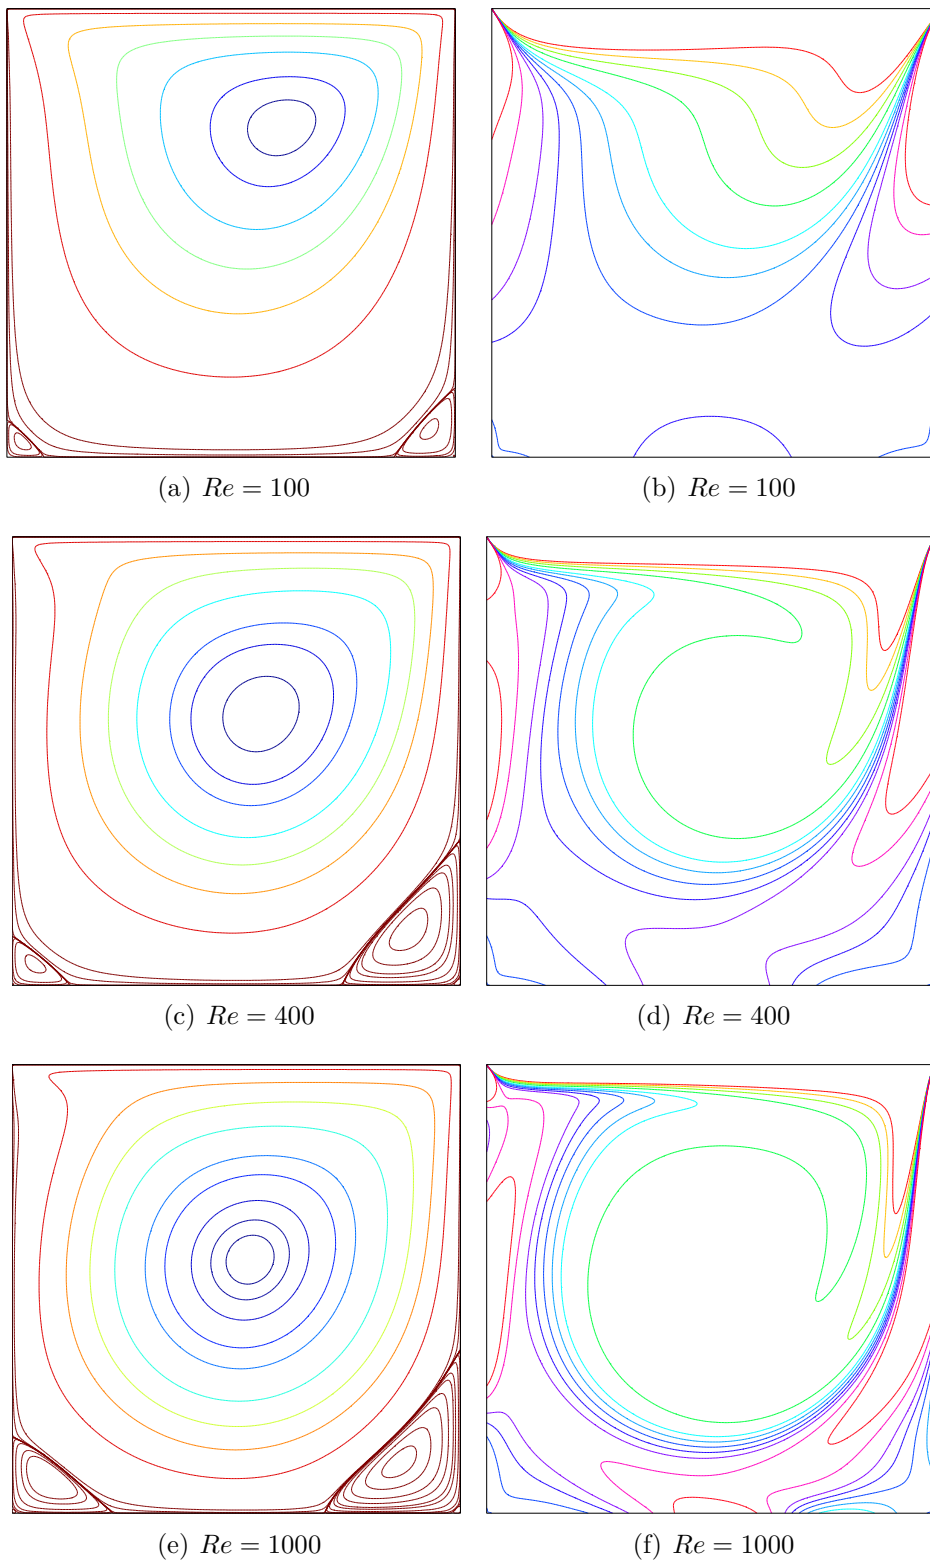 (a) Re = 100
(b) Re = 100
(c) Re = 400
(d) Re = 400
(e) Re = 1000
(f) Re = 1000